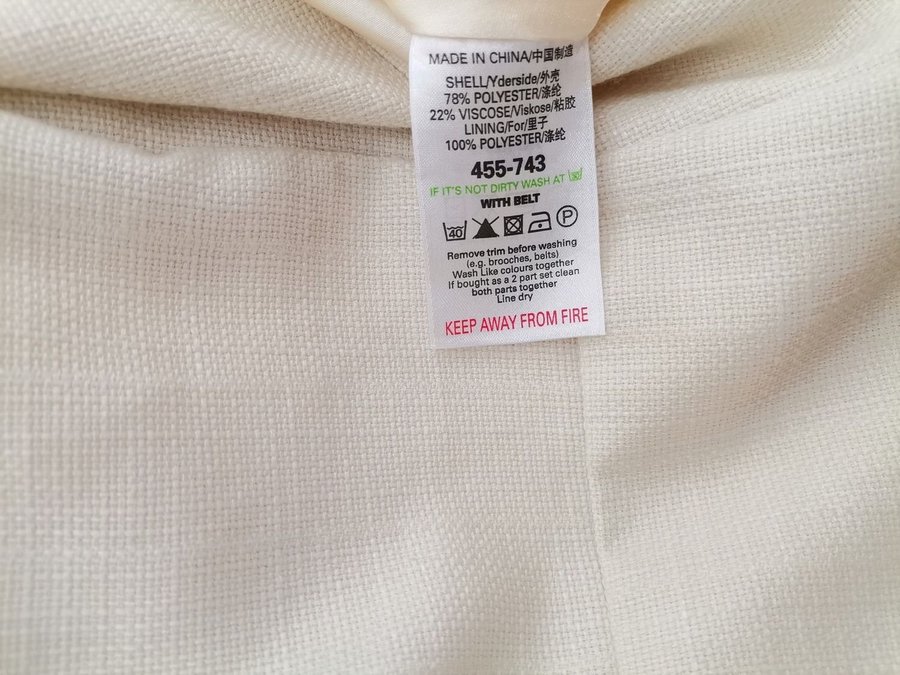 MADE IN CHINA/中国制造
SHELL/Yderside/外壳
78% POLYESTER/涤纶
22% VISCOSE/Viskose/粘胶
LINING/For/里子
100% POLYESTER/涤纶
455-743
IF IT'S NOT DIRTY WASH AT 30
WITH BELT
40 P
Remove trim before washing
(e.g. brooches, belts)
Wash Like colours together
If bought as a 2 part set clean
both parts together
Line dry
KEEP AWAY FROM FIRE